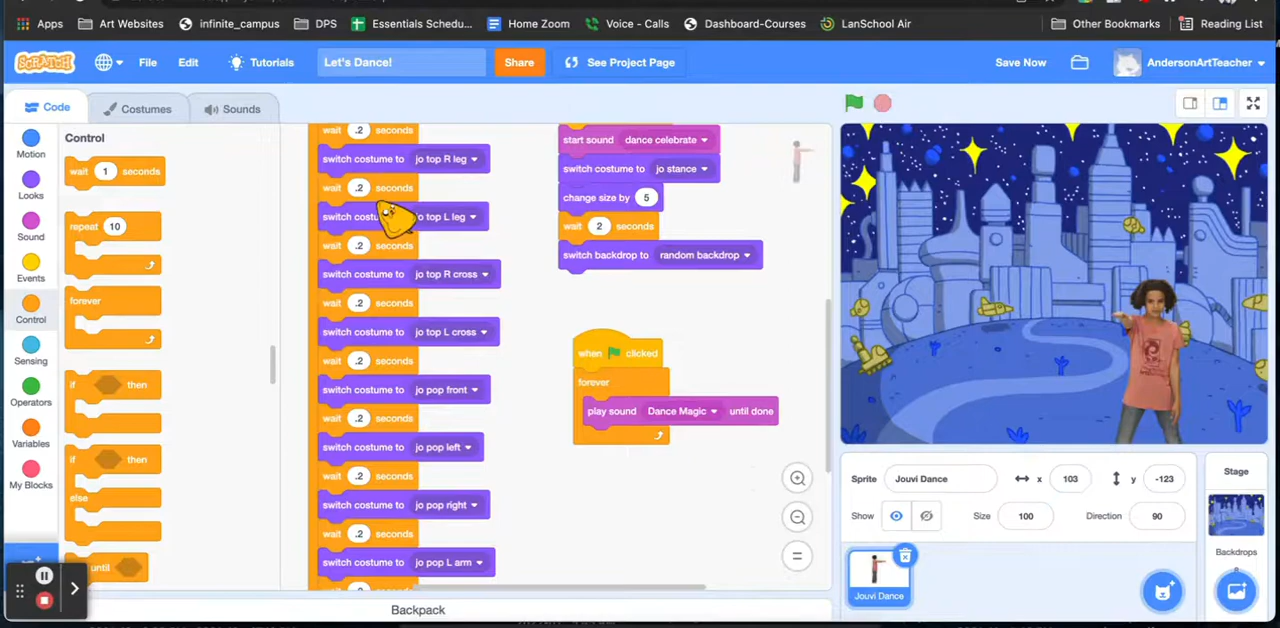 Apps Art Websites infinite_campus DPS Essentials Schedu... Home Zoom Voice - Calls Dashboard-Courses LanSchool Air Other Bookmarks Reading List
SCRATCH File Edit Tutorials Let's Dance! Share See Project Page Save Now AndersonArtTeacher
Code Costumes Sounds
Motion
Looks
Sound
Events
Control
Sensing
Operators
Variables
My Blocks
Control
wait 1 seconds
repeat 10
forever
if then
if then
else
until
wait .2 seconds
switch costume to jo top R leg
wait .2 seconds
switch costu jo top L leg
wait .2 seconds
switch costume to jo top R cross
wait .2 seconds
switch costume to jo top L cross
wait .2 seconds
switch costume to jo pop front
wait .2 seconds
switch costume to jo pop left
wait .2 seconds
switch costume to jo pop right
wait .2 seconds
switch costume to jo pop L arm
start sound dance celebrate
switch costume to jo stance
change size by 5
wait 2 seconds
switch backdrop to random backdrop
when clicked
forever
play sound Dance Magic until done
Backpack
Sprite Jouvi Dance x 103 y -123
Show Size 100 Direction 90
Jouvi Dance
Stage
Backdrops